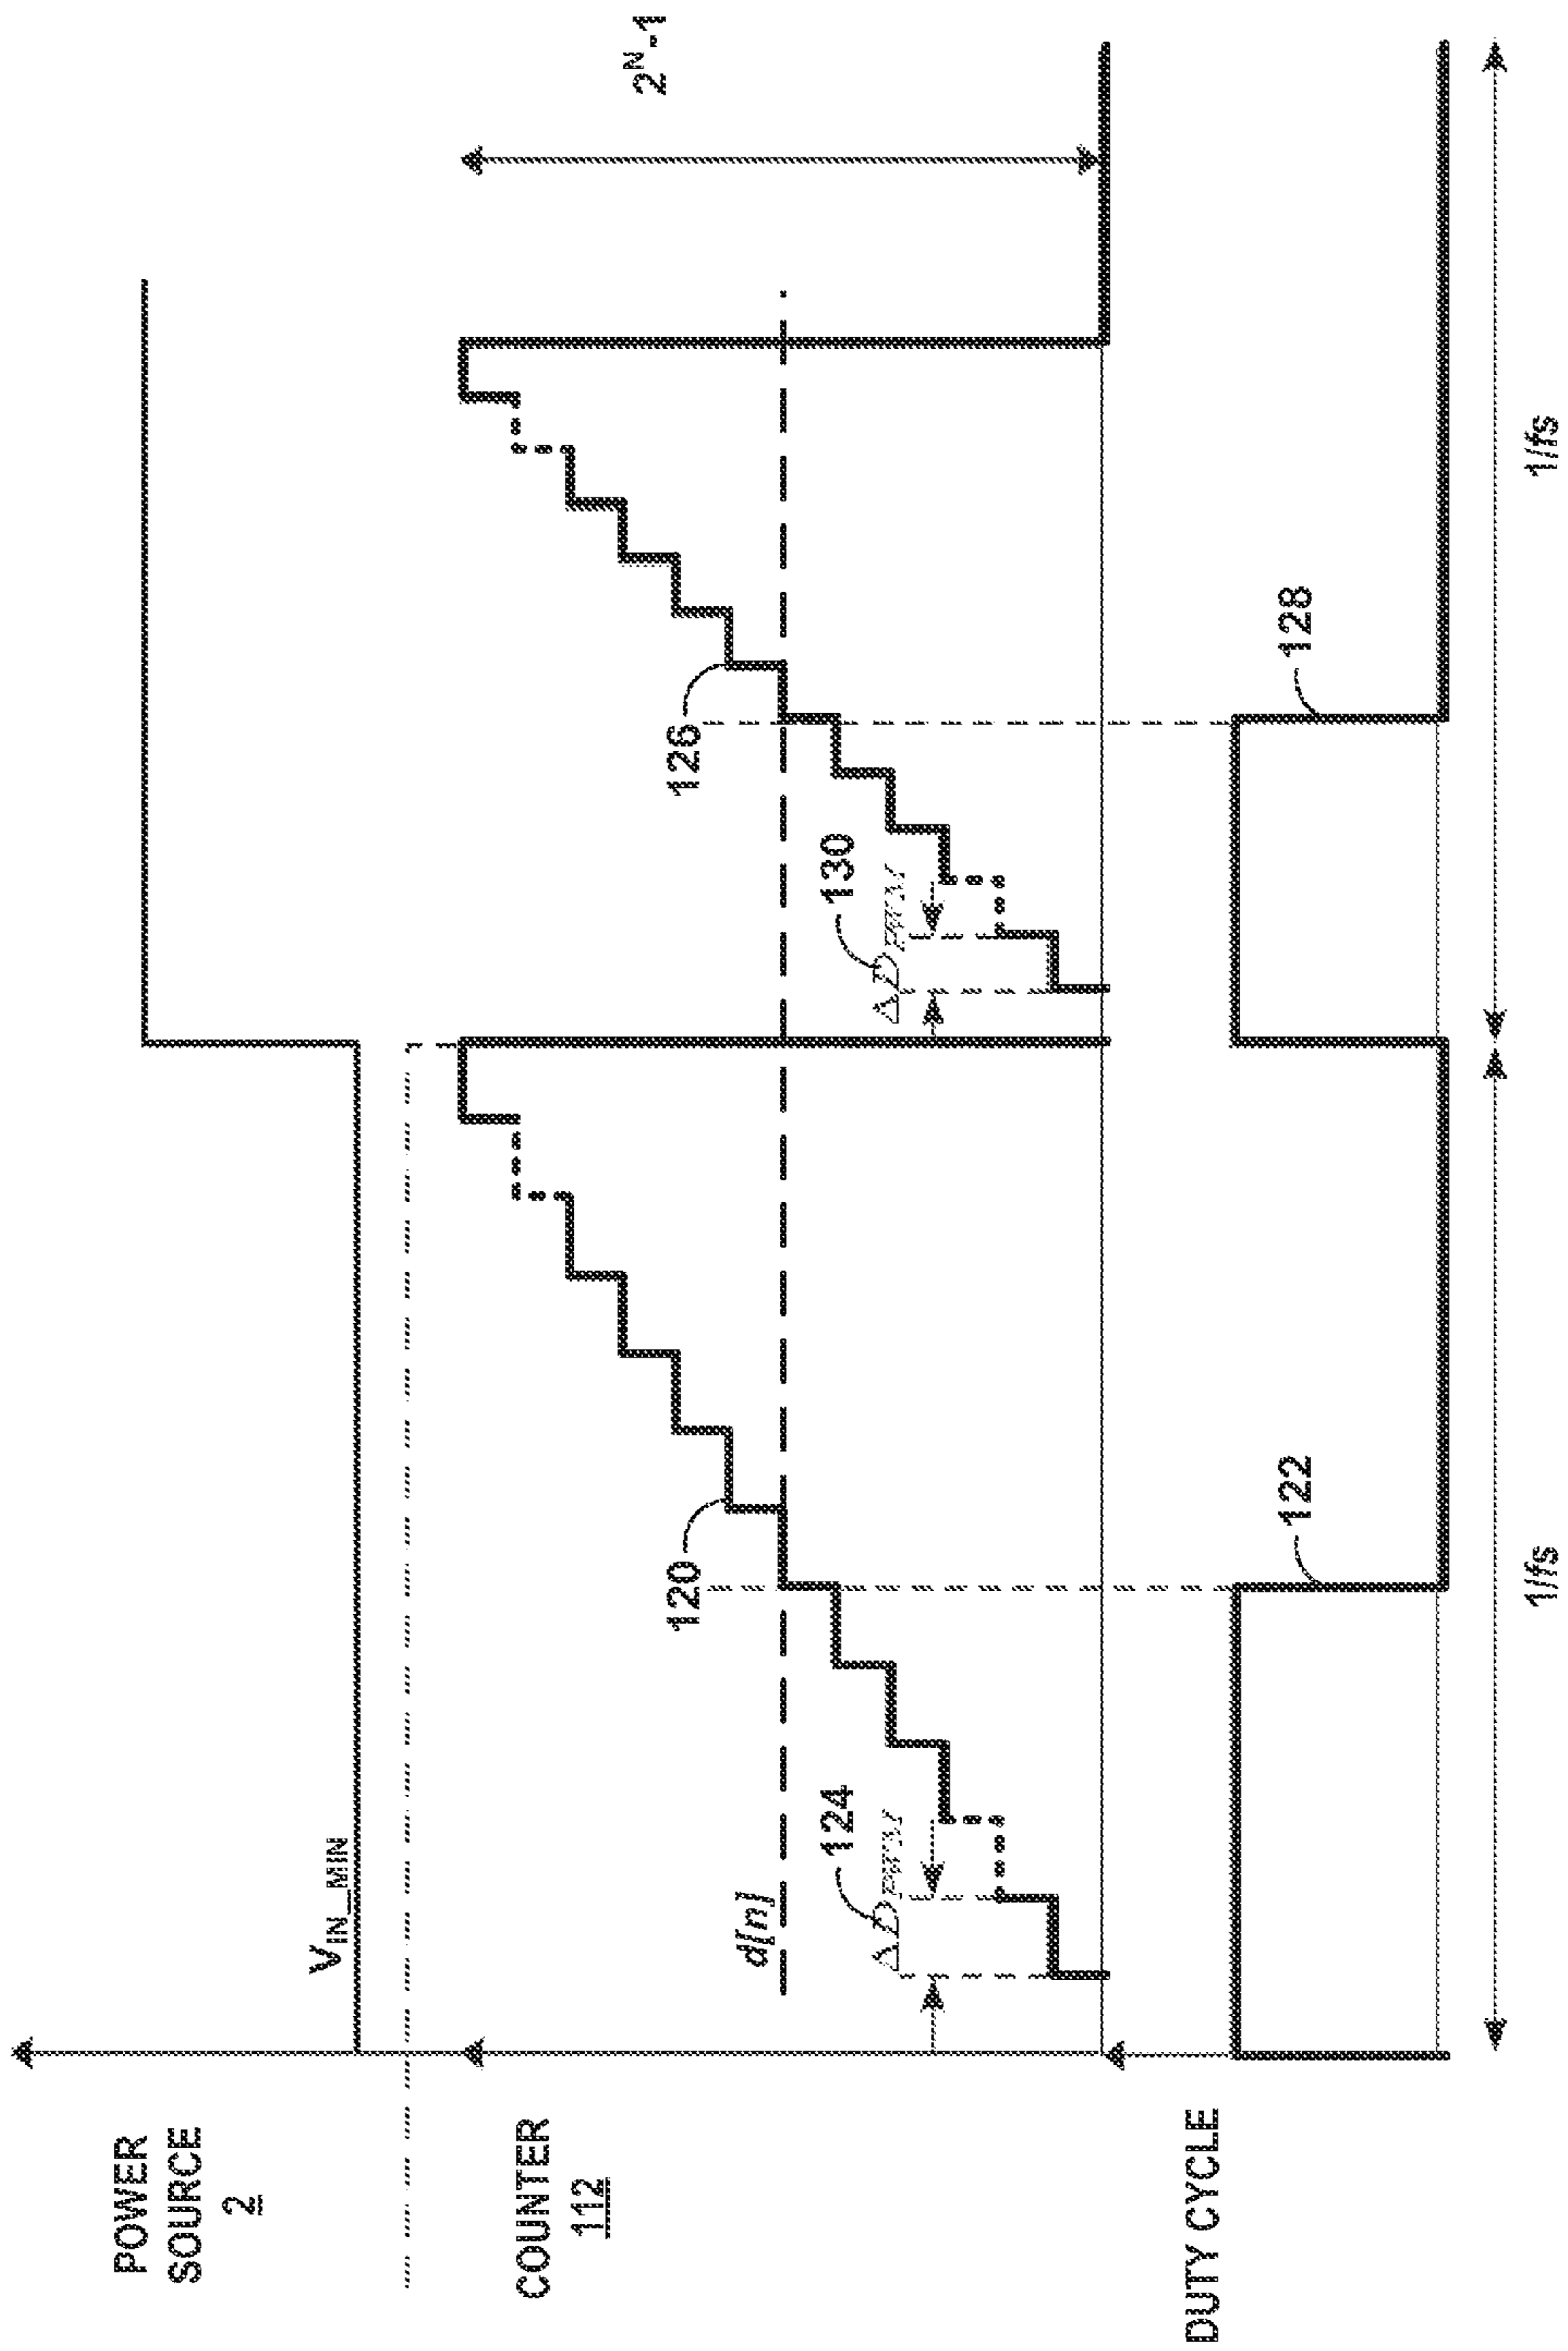 POWER
SOURCE
2
V_IN_MIN
COUNTER
112
2^N-1
120
126
d[n]
124
ΔD_PWM
130
ΔD_PWM
DUTY CYCLE
122
128
1/fs
1/fs